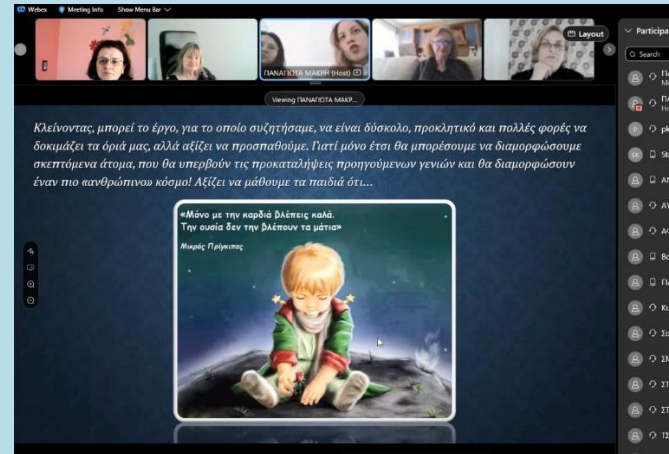 Webex Meeting Info Show Menu Bar
Layout
ΠΑΝΑΓΙΩΤΑ ΜΑΚΡΗ (Host)
Viewing ΠΑΝΑΓΙΩΤΑ ΜΑΚΡ...
Participa
Search
Κλείνοντας, μπορεί το έργο, για το οποίο συζητήσαμε, να είναι δύσκολο, προκλητικό και πολλές φορές να
δοκιμάζει τα όριά μας, αλλά αξίζει να προσπαθούμε. Γιατί μόνο έτσι θα μπορέσουμε να διαμορφώσουμε
σκεπτόμενα άτομα, που θα υπερβούν τις προκαταλήψεις προηγούμενων γενιών και θα διαμορφώσουν
έναν πιο «ανθρώπινο» κόσμο! Αξίζει να μάθουμε τα παιδιά ότι...
«Μόνο με την καρδιά βλέπεις καλά.
Την ουσία δεν την βλέπουν τα μάτια»
Μικρός Πρίγκιπας